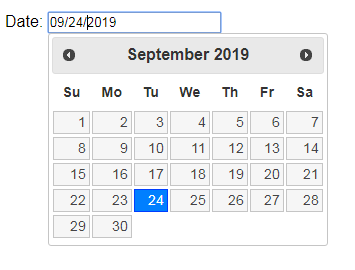 Date: 09/24/2019
September 2019
Su Mo Tu We Th Fr Sa
1 2 3 4 5 6 7
8 9 10 11 12 13 14
15 16 17 18 19 20 21
22 23 24 25 26 27 28
29 30